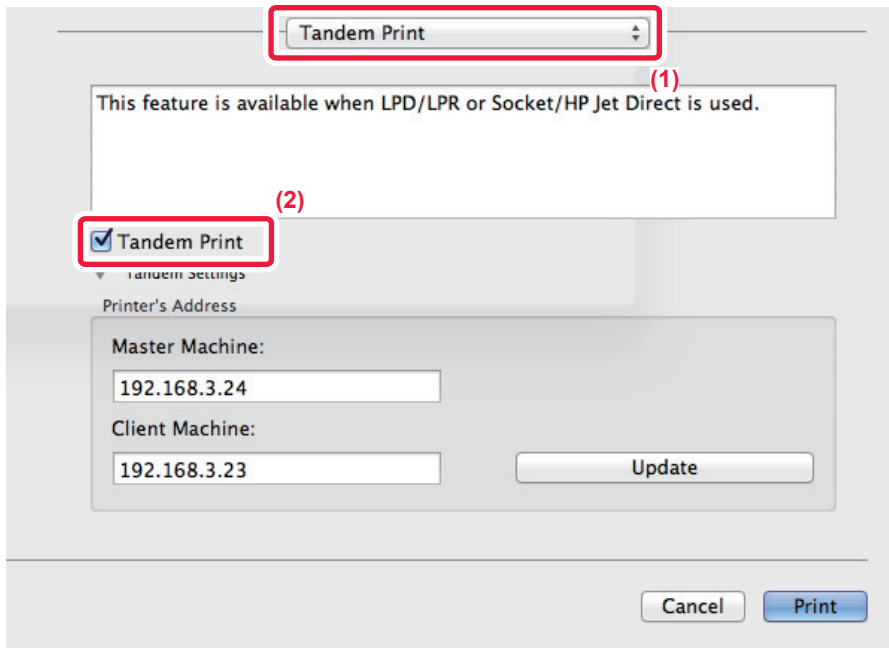 Tandem Print
(1)
This feature is available when LPD/LPR or Socket/HP Jet Direct is used.
(2)
Tandem Print
Tandem Settings
Printer's Address
Master Machine:
192.168.3.24
Client Machine:
192.168.3.23
Update
Cancel
Print